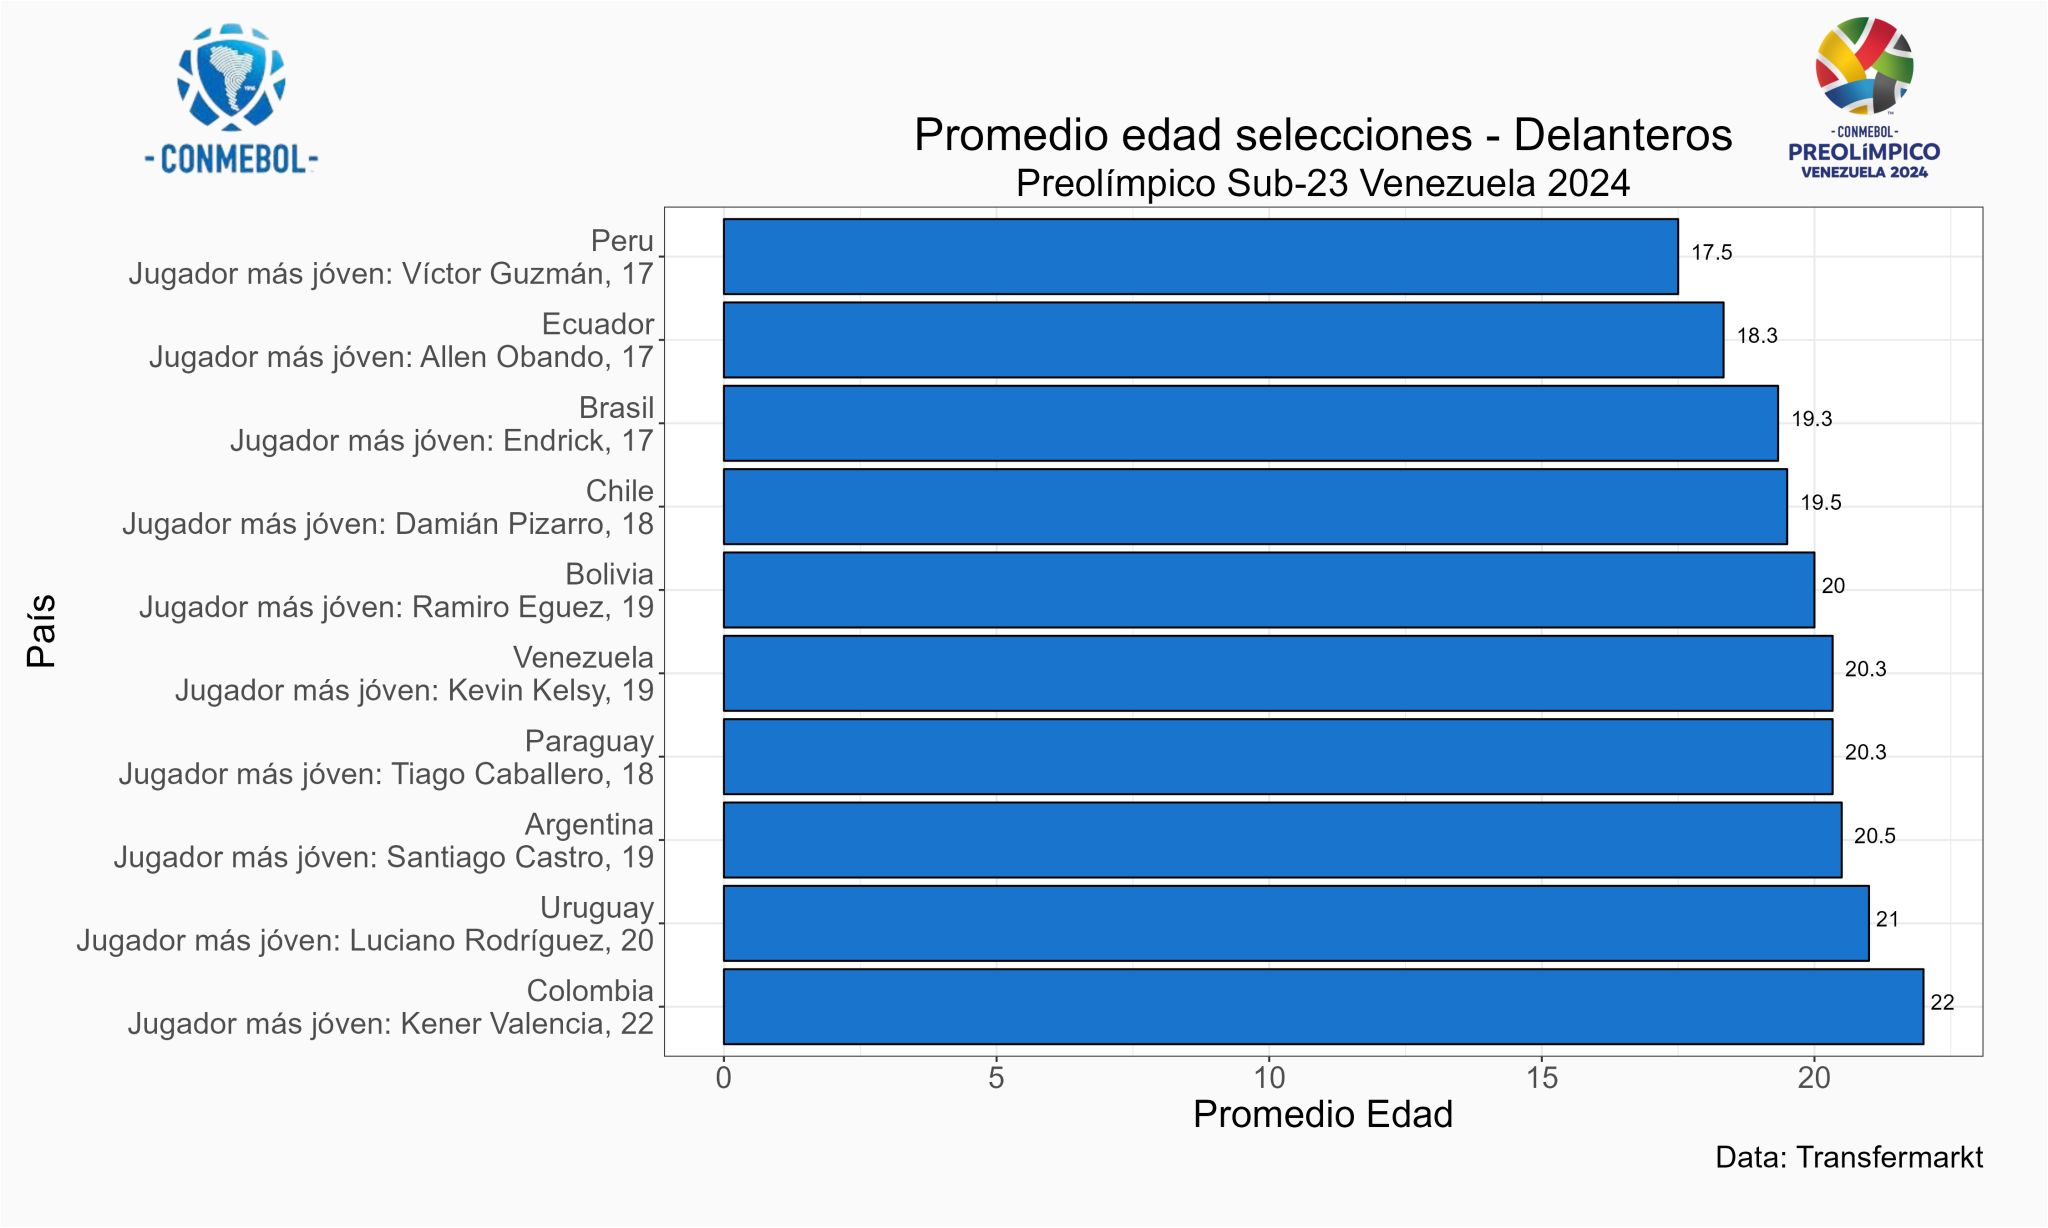 - CONMEBOL -
- CONMEBOL -
PREOLíMPICO
VENEZUELA 2024
Promedio edad selecciones - Delanteros
Preolímpico Sub-23 Venezuela 2024
País
Peru
Jugador más jóven: Víctor Guzmán, 17
17.5
Ecuador
Jugador más jóven: Allen Obando, 17
18.3
Brasil
Jugador más jóven: Endrick, 17
19.3
Chile
Jugador más jóven: Damián Pizarro, 18
19.5
Bolivia
Jugador más jóven: Ramiro Eguez, 19
20
Venezuela
Jugador más jóven: Kevin Kelsy, 19
20.3
Paraguay
Jugador más jóven: Tiago Caballero, 18
20.3
Argentina
Jugador más jóven: Santiago Castro, 19
20.5
Uruguay
Jugador más jóven: Luciano Rodríguez, 20
21
Colombia
Jugador más jóven: Kener Valencia, 22
22
0 5 10 15 20
Promedio Edad
Data: Transfermarkt